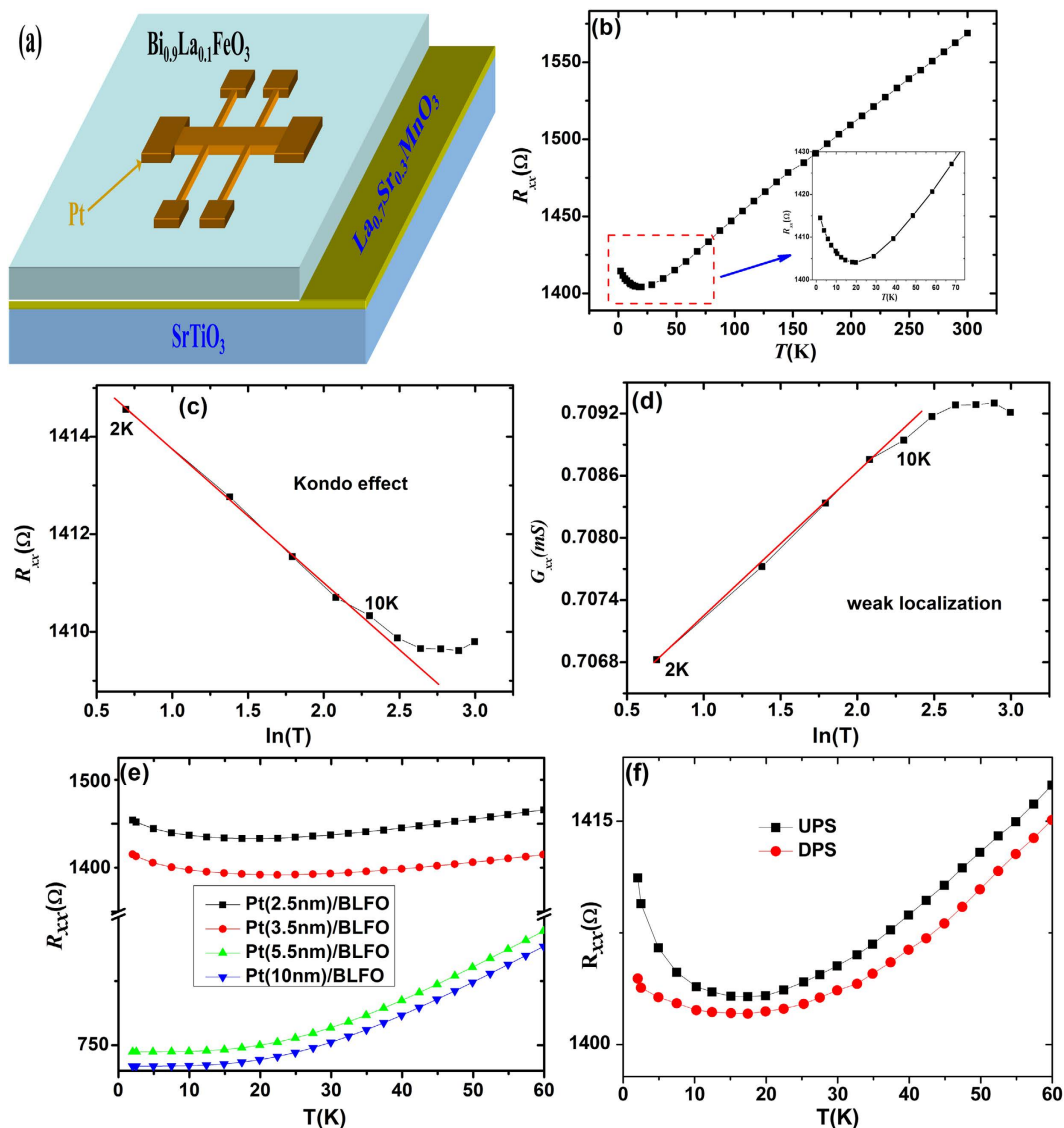 (a)
Bi0.9La0.1FeO3
Pt
La0.7Sr0.3MnO3
SrTiO3
(b)
1550
1500
1450
1400
Rxx(Ω)
0 50 100 150 200 250 300
T(K)
1430
1420
1410
1400
Rxx(Ω)
0 10 20 30 40 50 60 70
T(K)
(c)
1414
1412
1410
Rxx(Ω)
2K
Kondo effect
10K
0.5 1.0 1.5 2.0 2.5 3.0
ln(T)
(d)
0.7092
0.7086
0.7080
0.7074
0.7068
Gxx(mS)
10K
weak localization
2K
0.5 1.0 1.5 2.0 2.5 3.0
ln(T)
(e)
1500
1400
750
Rxx(Ω)
Pt(2.5nm)/BLFO
Pt(3.5nm)/BLFO
Pt(5.5nm)/BLFO
Pt(10nm)/BLFO
0 10 20 30 40 50 60
T(K)
(f)
1415
1400
Rxx(Ω)
UPS
DPS
0 10 20 30 40 50 60
T(K)